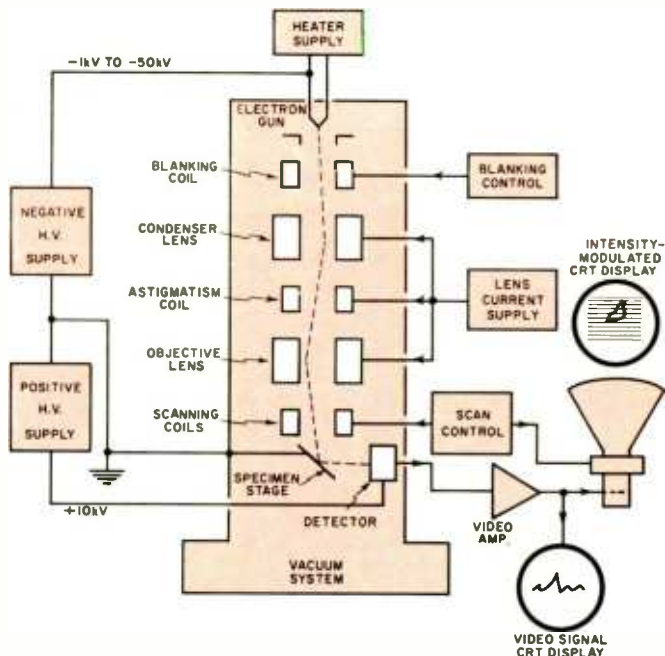 HEATER
SUPPLY
-1kV TO -50kV
ELECTRON
GUN
BLANKING
COIL
BLANKING
CONTROL
NEGATIVE
H.V.
SUPPLY
CONDENSER
LENS
INTENSITY-
MODULATED
CRT DISPLAY
ASTIGMATISM
COIL
LENS
CURRENT
SUPPLY
OBJECTIVE
LENS
POSITIVE
H.V.
SUPPLY
SCANNING
COILS
SCAN
CONTROL
SPECIMEN
STAGE
+10kV
DETECTOR
VIDEO
AMP.
VACUUM
SYSTEM
VIDEO SIGNAL
CRT DISPLAY